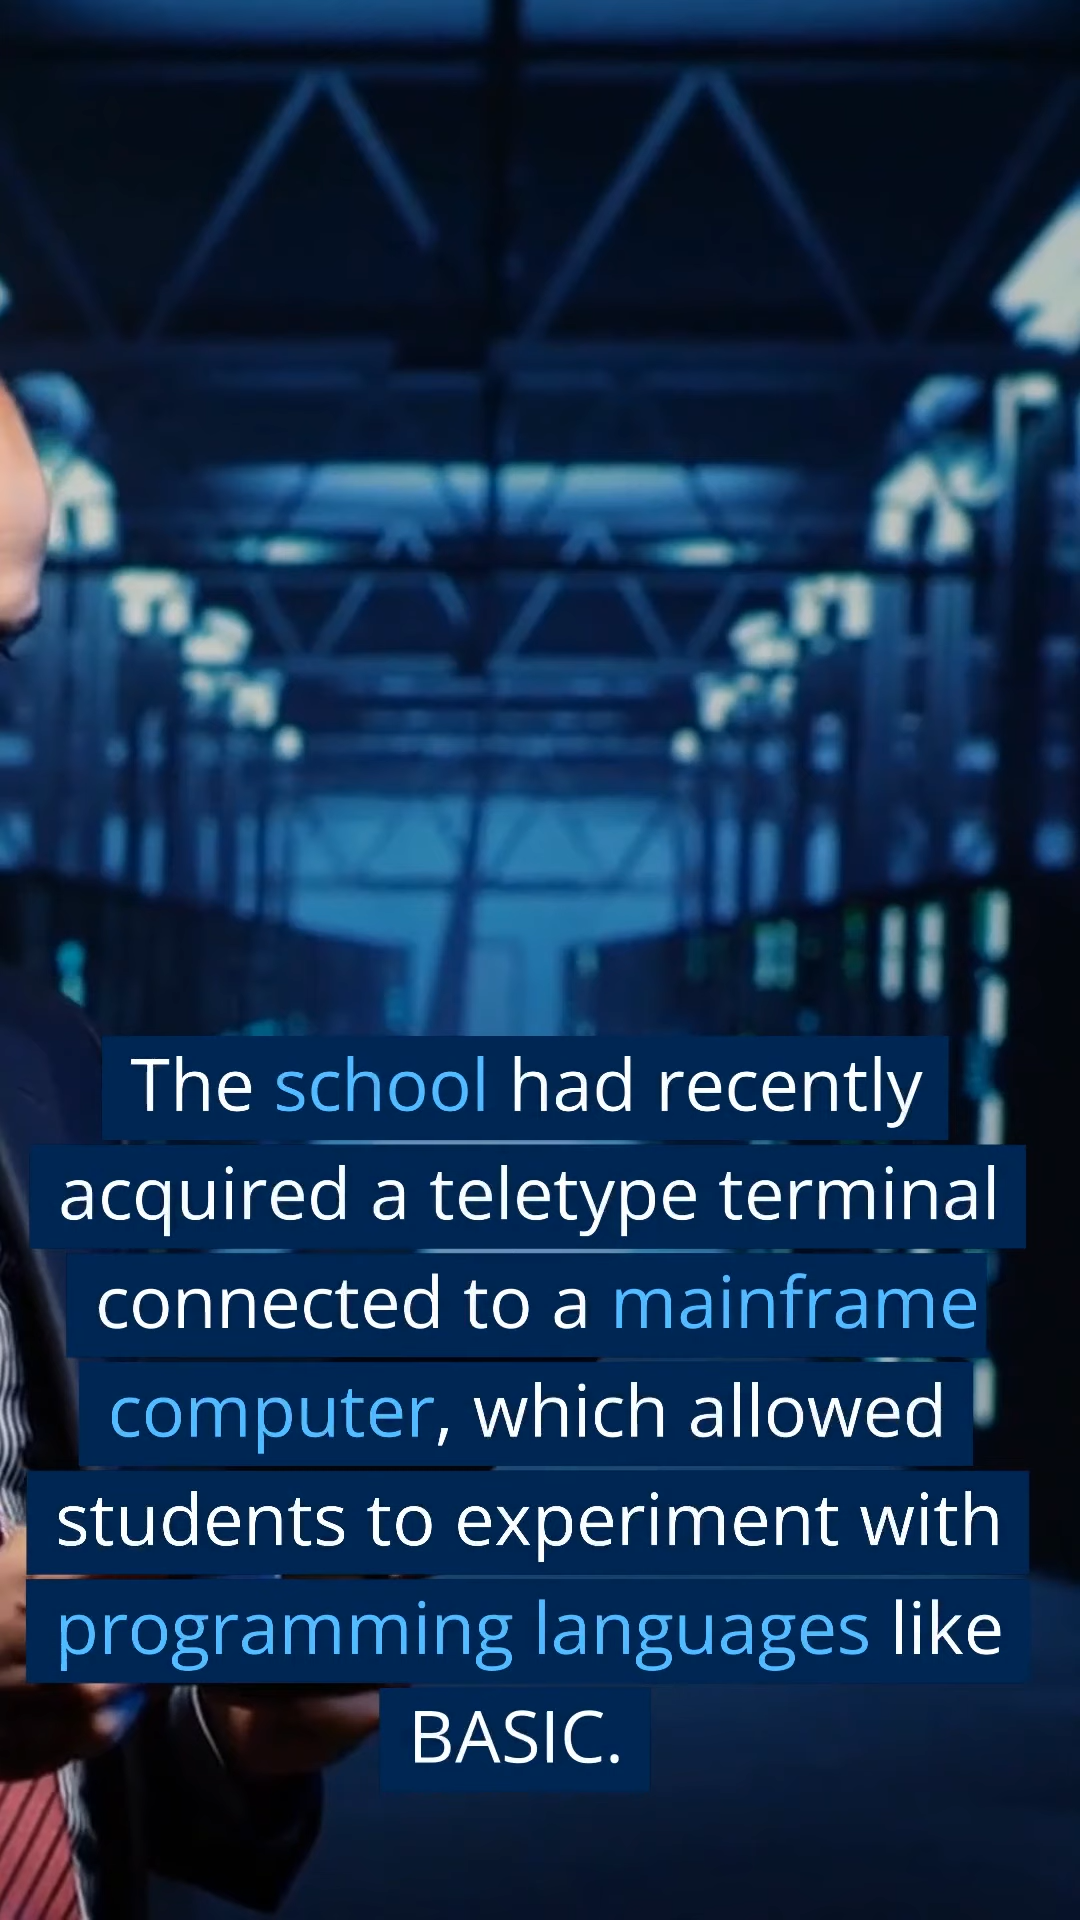 The school had recently
acquired a teletype terminal
connected to a mainframe
computer, which allowed
students to experiment with
programming languages like
BASIC.